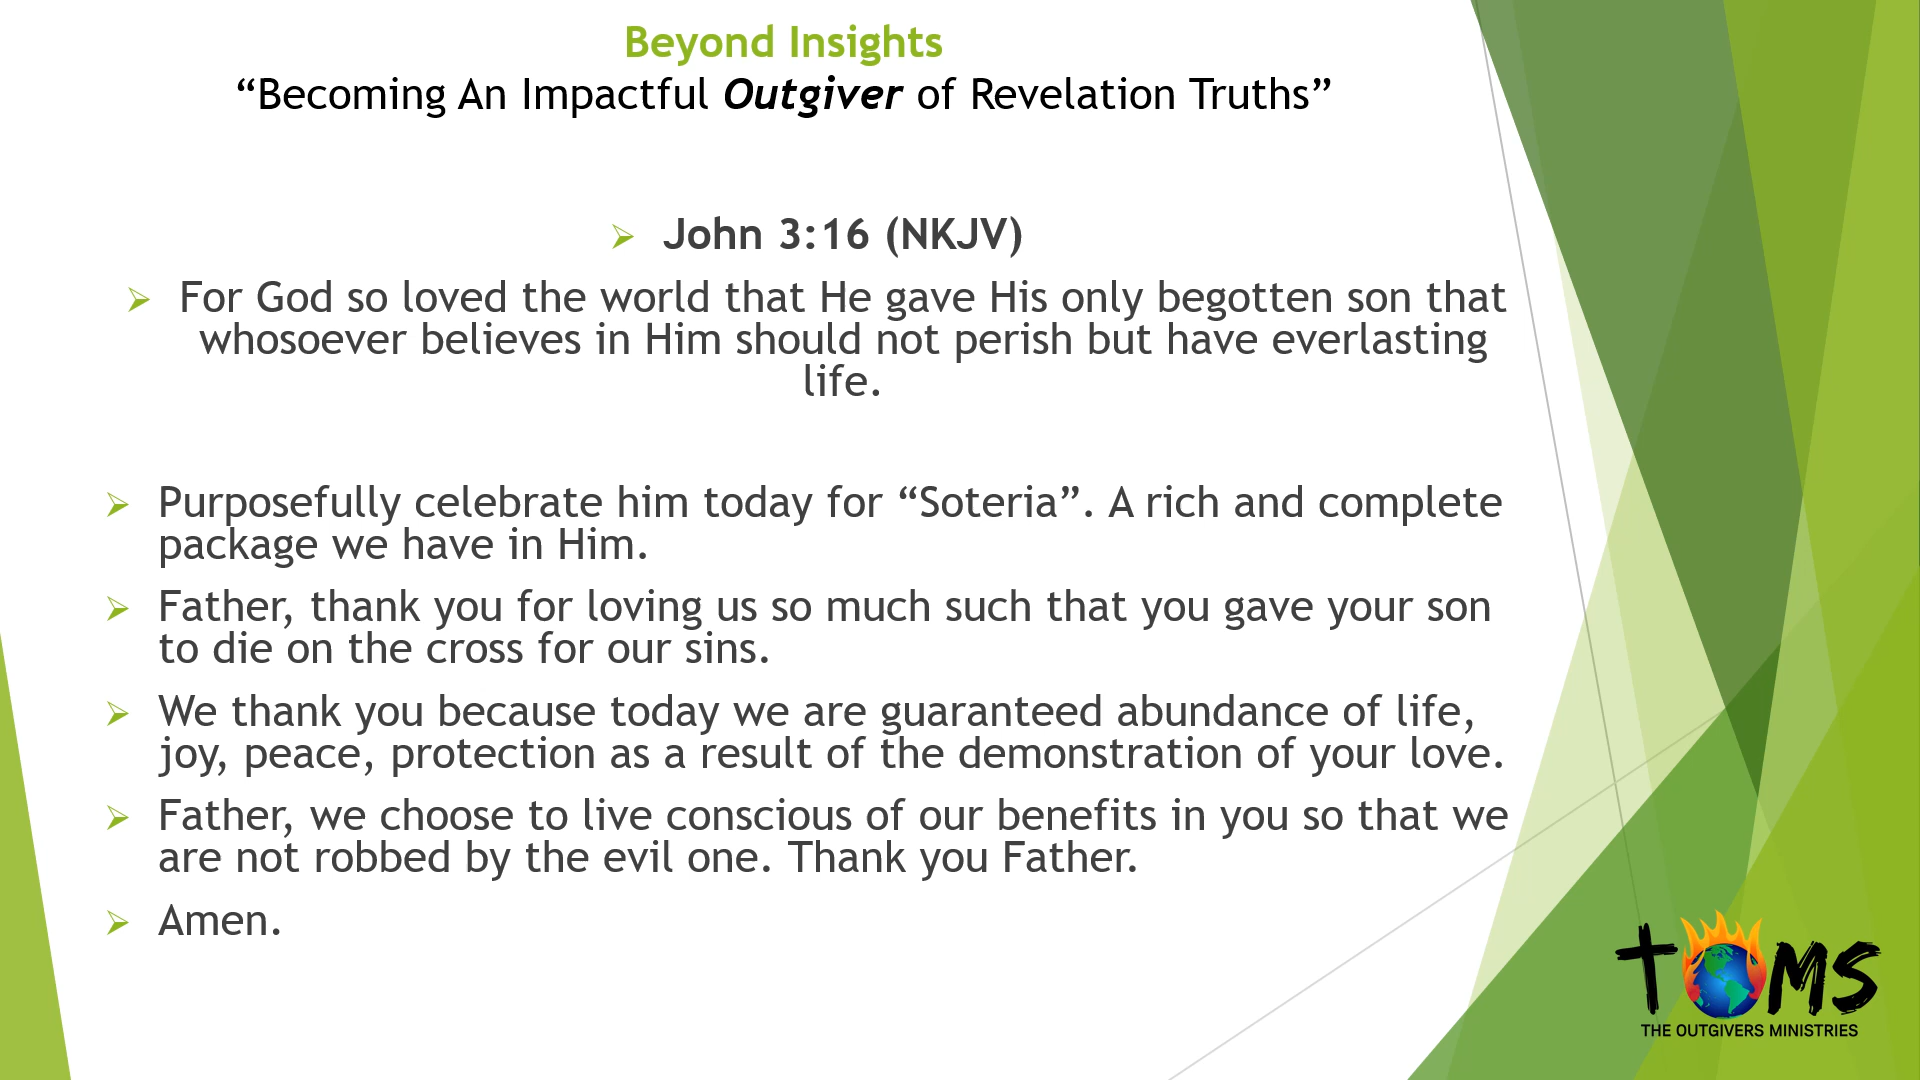 Beyond Insights
“Becoming An Impactful Outgiver of Revelation Truths”
John 3:16 (NKJV)
For God so loved the world that He gave His only begotten son that
whosoever believes in Him should not perish but have everlasting
life.
Purposefully celebrate him today for “Soteria”. A rich and complete
package we have in Him.
Father, thank you for loving us so much such that you gave your son
to die on the cross for our sins.
We thank you because today we are guaranteed abundance of life,
joy, peace, protection as a result of the demonstration of your love.
Father, we choose to live conscious of our benefits in you so that we
are not robbed by the evil one. Thank you Father.
Amen.
TOMS
THE OUTGIVERS MINISTRIES